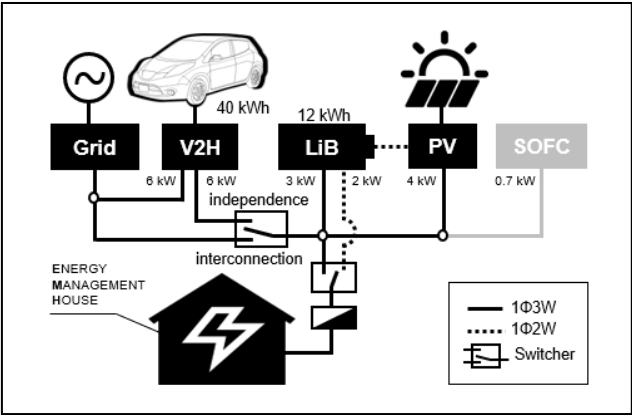 40 kWh
12 kWh
Grid
V2H
LiB
PV
SOFC
6 kW
6 kW
3 kW
2 kW
4 kW
0.7 kW
independence
interconnection
ENERGY
MANAGEMENT
HOUSE
1Φ3W
1Φ2W
Switcher